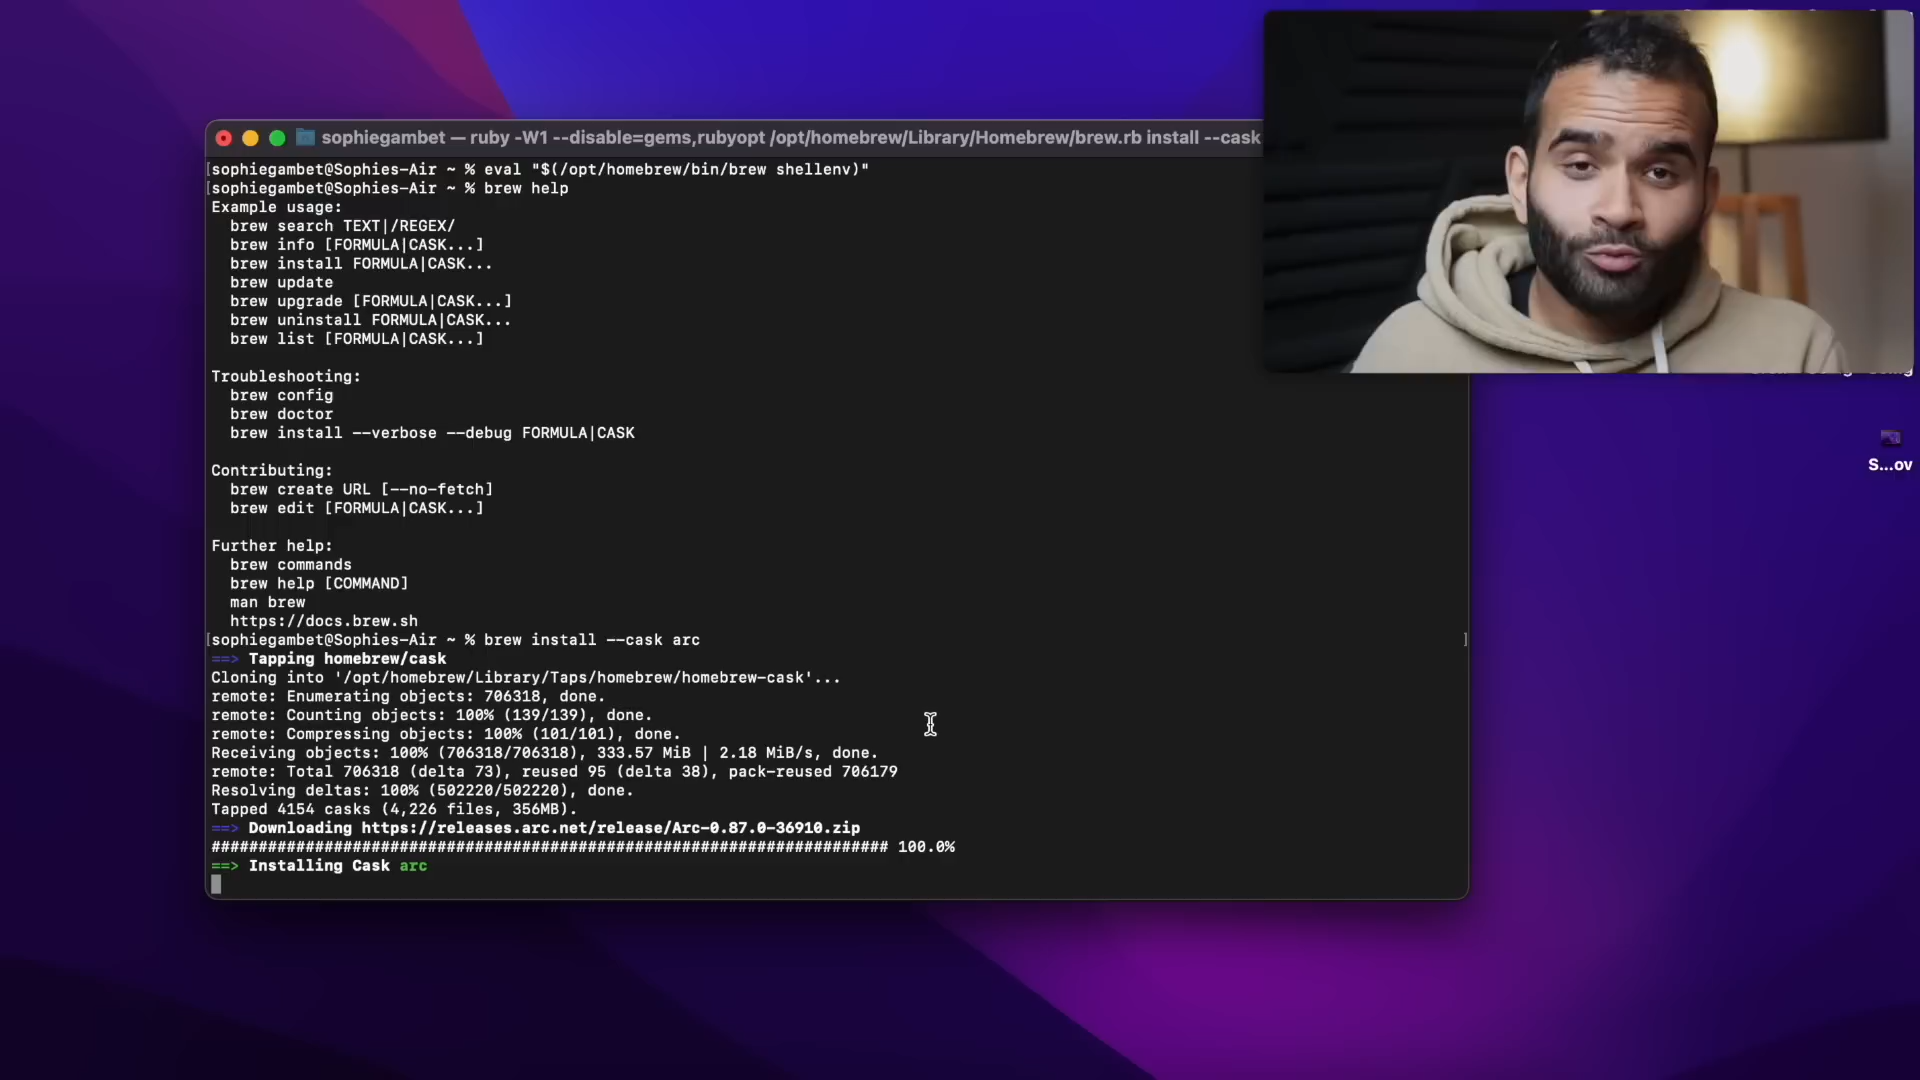 sophiegambet — ruby -W1 --disable=gems,rubyopt /opt/homebrew/Library/Homebrew/brew.rb install --cask
[sophiegambet@Sophies-Air ~ % eval "$(/opt/homebrew/bin/brew shellenv)"
[sophiegambet@Sophies-Air ~ % brew help
Example usage:
  brew search TEXT|/REGEX/
  brew info [FORMULA|CASK...]
  brew install FORMULA|CASK...
  brew update
  brew upgrade [FORMULA|CASK...]
  brew uninstall FORMULA|CASK...
  brew list [FORMULA|CASK...]
Troubleshooting:
  brew config
  brew doctor
  brew install --verbose --debug FORMULA|CASK
Contributing:
  brew create URL [--no-fetch]
  brew edit [FORMULA|CASK...]
Further help:
  brew commands
  brew help [COMMAND]
  man brew
  https://docs.brew.sh
[sophiegambet@Sophies-Air ~ % brew install --cask arc ]
==> Tapping homebrew/cask
Cloning into '/opt/homebrew/Library/Taps/homebrew/homebrew-cask'...
remote: Enumerating objects: 706318, done.
remote: Counting objects: 100% (139/139), done.
remote: Compressing objects: 100% (101/101), done.
Receiving objects: 100% (706318/706318), 333.57 MiB | 2.18 MiB/s, done.
remote: Total 706318 (delta 73), reused 95 (delta 38), pack-reused 706179
Resolving deltas: 100% (502220/502220), done.
Tapped 4154 casks (4,226 files, 356MB).
==> Downloading https://releases.arc.net/release/Arc-0.87.0-36910.zip
######################################################################## 100.0%
==> Installing Cask arc
S...ov